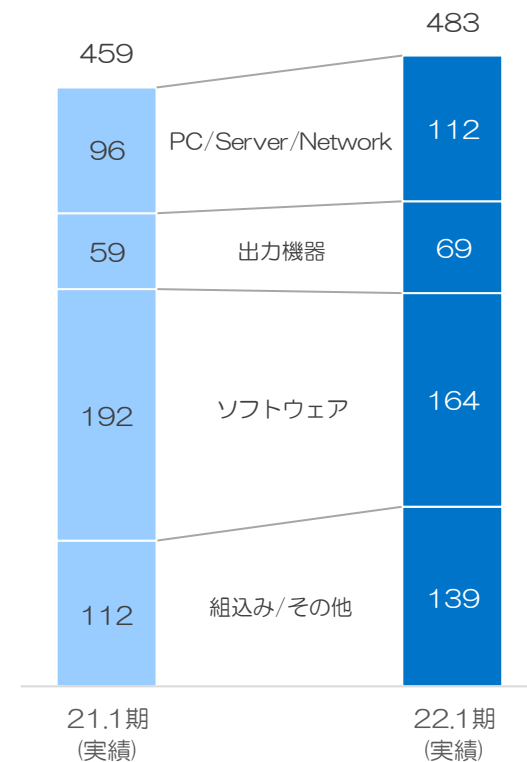 483
459
96
PC/Server/Network
112
59
出力機器
69
192
ソフトウェア
164
112
組込み/その他
139
21.1期
(実績)
22.1期
(実績)